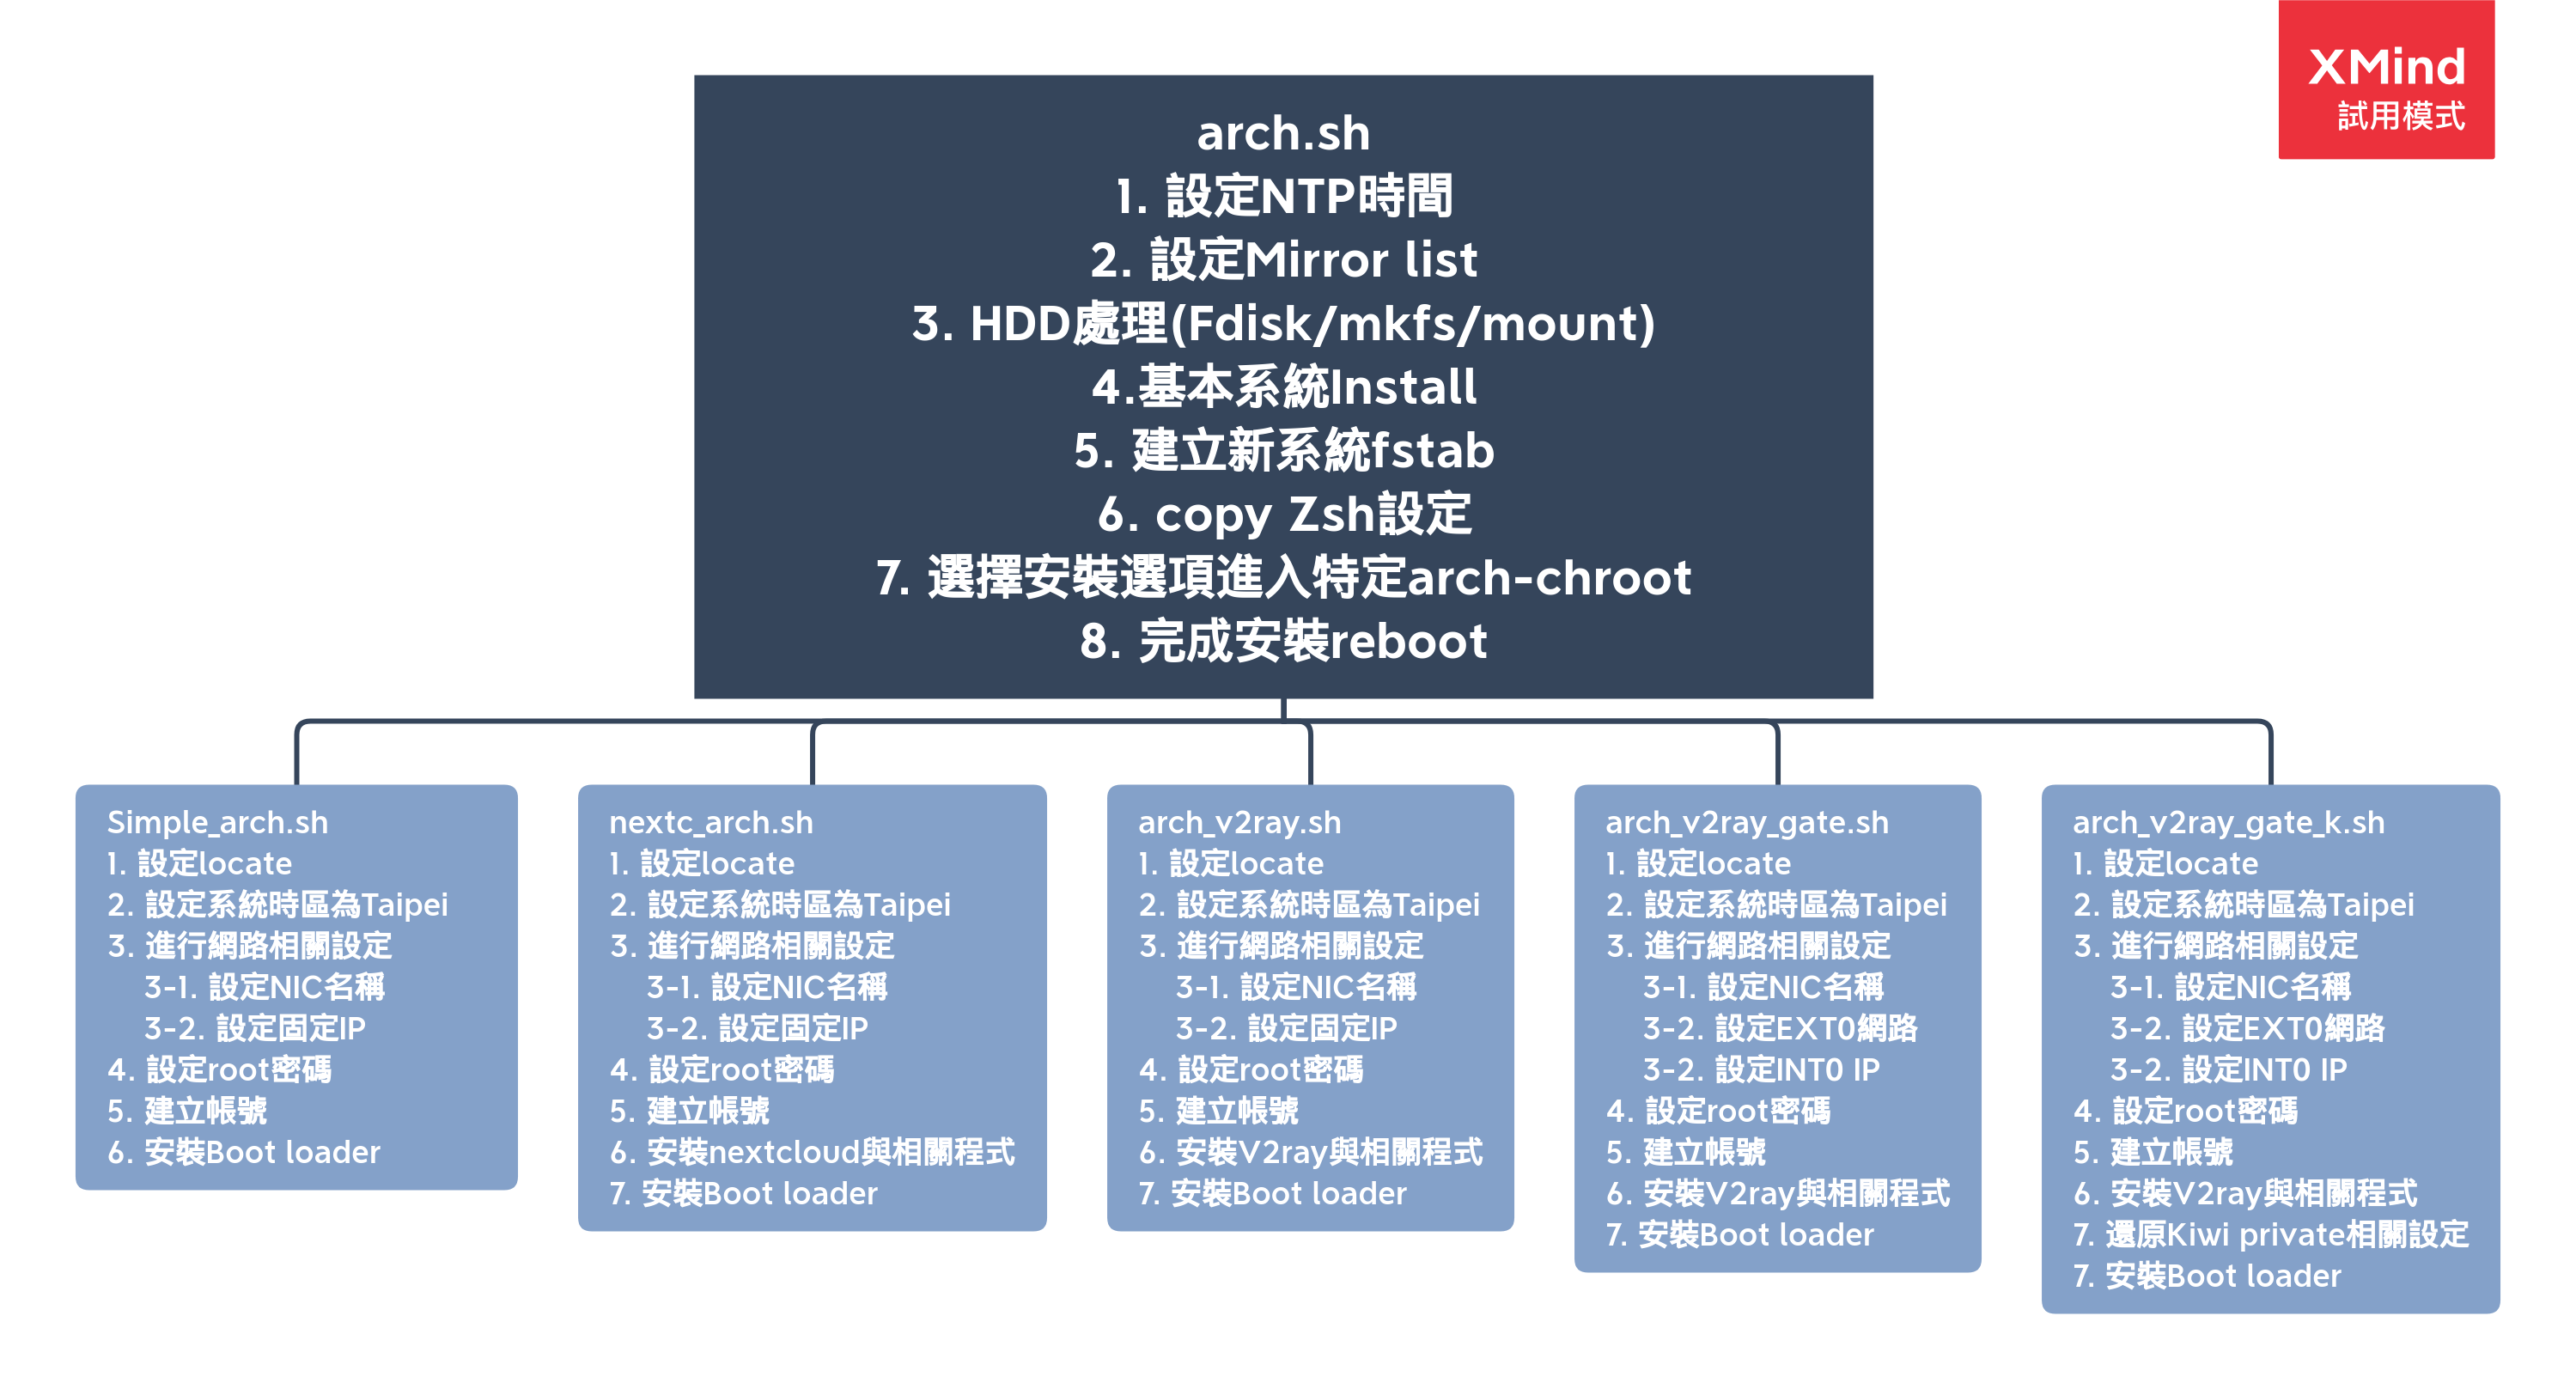 XMind
試用模式
arch.sh
1. 設定NTP時間
2. 設定Mirror list
3. HDD處理(Fdisk/mkfs/mount)
4.基本系統Install
5. 建立新系統fstab
6. copy Zsh設定
7. 選擇安裝選項進入特定arch-chroot
8. 完成安裝reboot
Simple_arch.sh
1. 設定locate
2. 設定系統時區為Taipei
3. 進行網路相關設定
3-1. 設定NIC名稱
3-2. 設定固定IP
4. 設定root密碼
5. 建立帳號
6. 安裝Boot loader
nextc_arch.sh
1. 設定locate
2. 設定系統時區為Taipei
3. 進行網路相關設定
3-1. 設定NIC名稱
3-2. 設定固定IP
4. 設定root密碼
5. 建立帳號
6. 安裝nextcloud與相關程式
7. 安裝Boot loader
arch_v2ray.sh
1. 設定locate
2. 設定系統時區為Taipei
3. 進行網路相關設定
3-1. 設定NIC名稱
3-2. 設定固定IP
4. 設定root密碼
5. 建立帳號
6. 安裝V2ray與相關程式
7. 安裝Boot loader
arch_v2ray_gate.sh
1. 設定locate
2. 設定系統時區為Taipei
3. 進行網路相關設定
3-1. 設定NIC名稱
3-2. 設定EXT0網路
3-2. 設定INT0 IP
4. 設定root密碼
5. 建立帳號
6. 安裝V2ray與相關程式
7. 安裝Boot loader
arch_v2ray_gate_k.sh
1. 設定locate
2. 設定系統時區為Taipei
3. 進行網路相關設定
3-1. 設定NIC名稱
3-2. 設定EXT0網路
3-2. 設定INT0 IP
4. 設定root密碼
5. 建立帳號
6. 安裝V2ray與相關程式
7. 還原Kiwi private相關設定
7. 安裝Boot loader